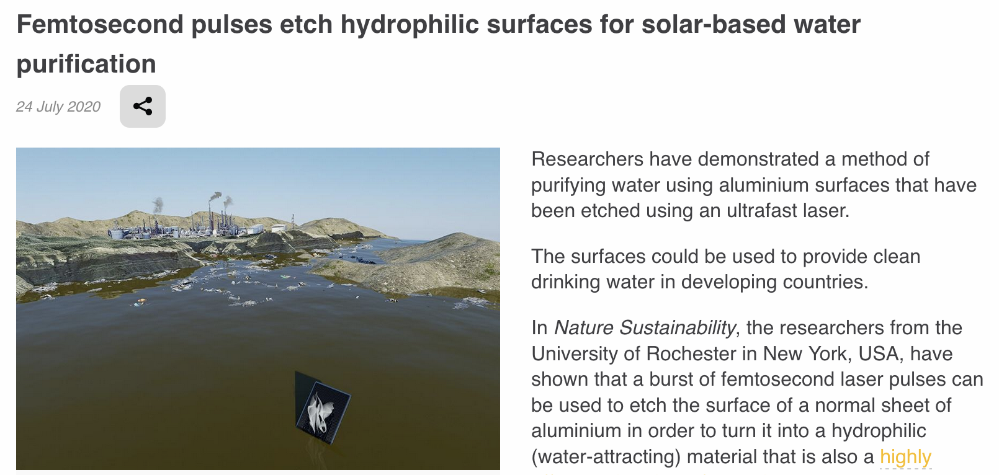 Femtosecond pulses etch hydrophilic surfaces for solar-based water
purification
24 July 2020
Researchers have demonstrated a method of
purifying water using aluminium surfaces that have
been etched using an ultrafast laser.
The surfaces could be used to provide clean
drinking water in developing countries.
In Nature Sustainability, the researchers from the
University of Rochester in New York, USA, have
shown that a burst of femtosecond laser pulses can
be used to etch the surface of a normal sheet of
aluminium in order to turn it into a hydrophilic
(water-attracting) material that is also a highly